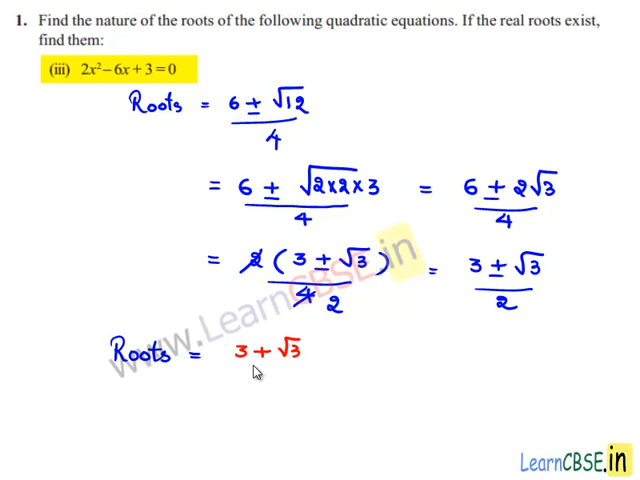 1. Find the nature of the roots of the following quadratic equations. If the real roots exist,
find them:
(iii) 2x² – 6x + 3 = 0
Roots = 6 ± √12 / 4
= 6 ± √2×2×3 / 4 = 6 ± 2√3 / 4
= 2 ( 3 ± √3 ) / 4 2 = 3 ± √3 / 2
Roots = 3 + √3
www.LearnCBSE.in
LearnCBSE.in